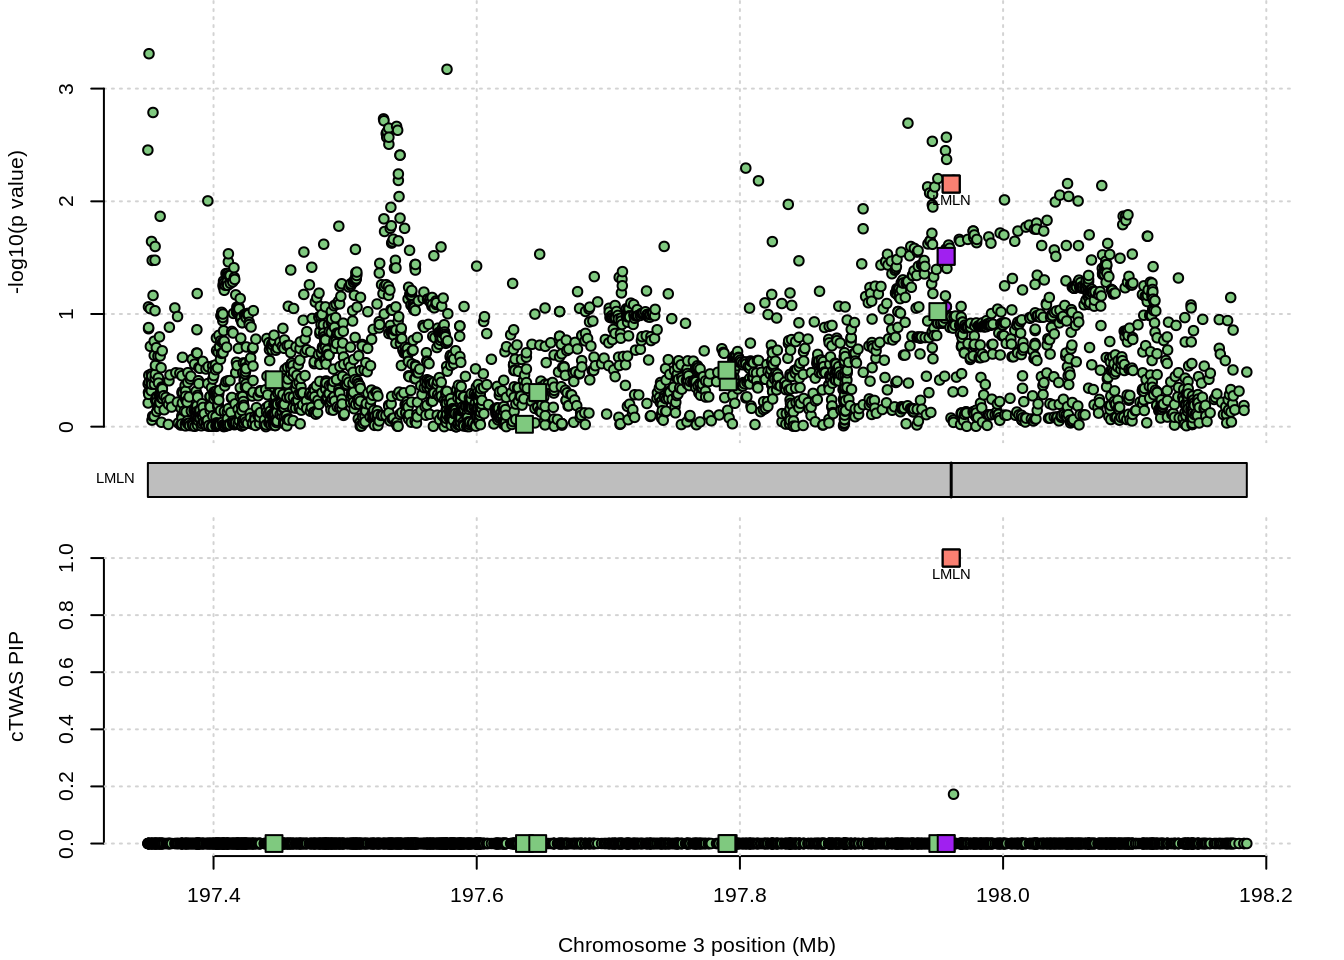 3
2
1
0
-log10(p value)
LMLN
LMLN
1.0
0.8
0.6
0.4
0.2
0.0
cTWAS PIP
LMLN
197.4 197.6 197.8 198.0 198.2
Chromosome 3 position (Mb)